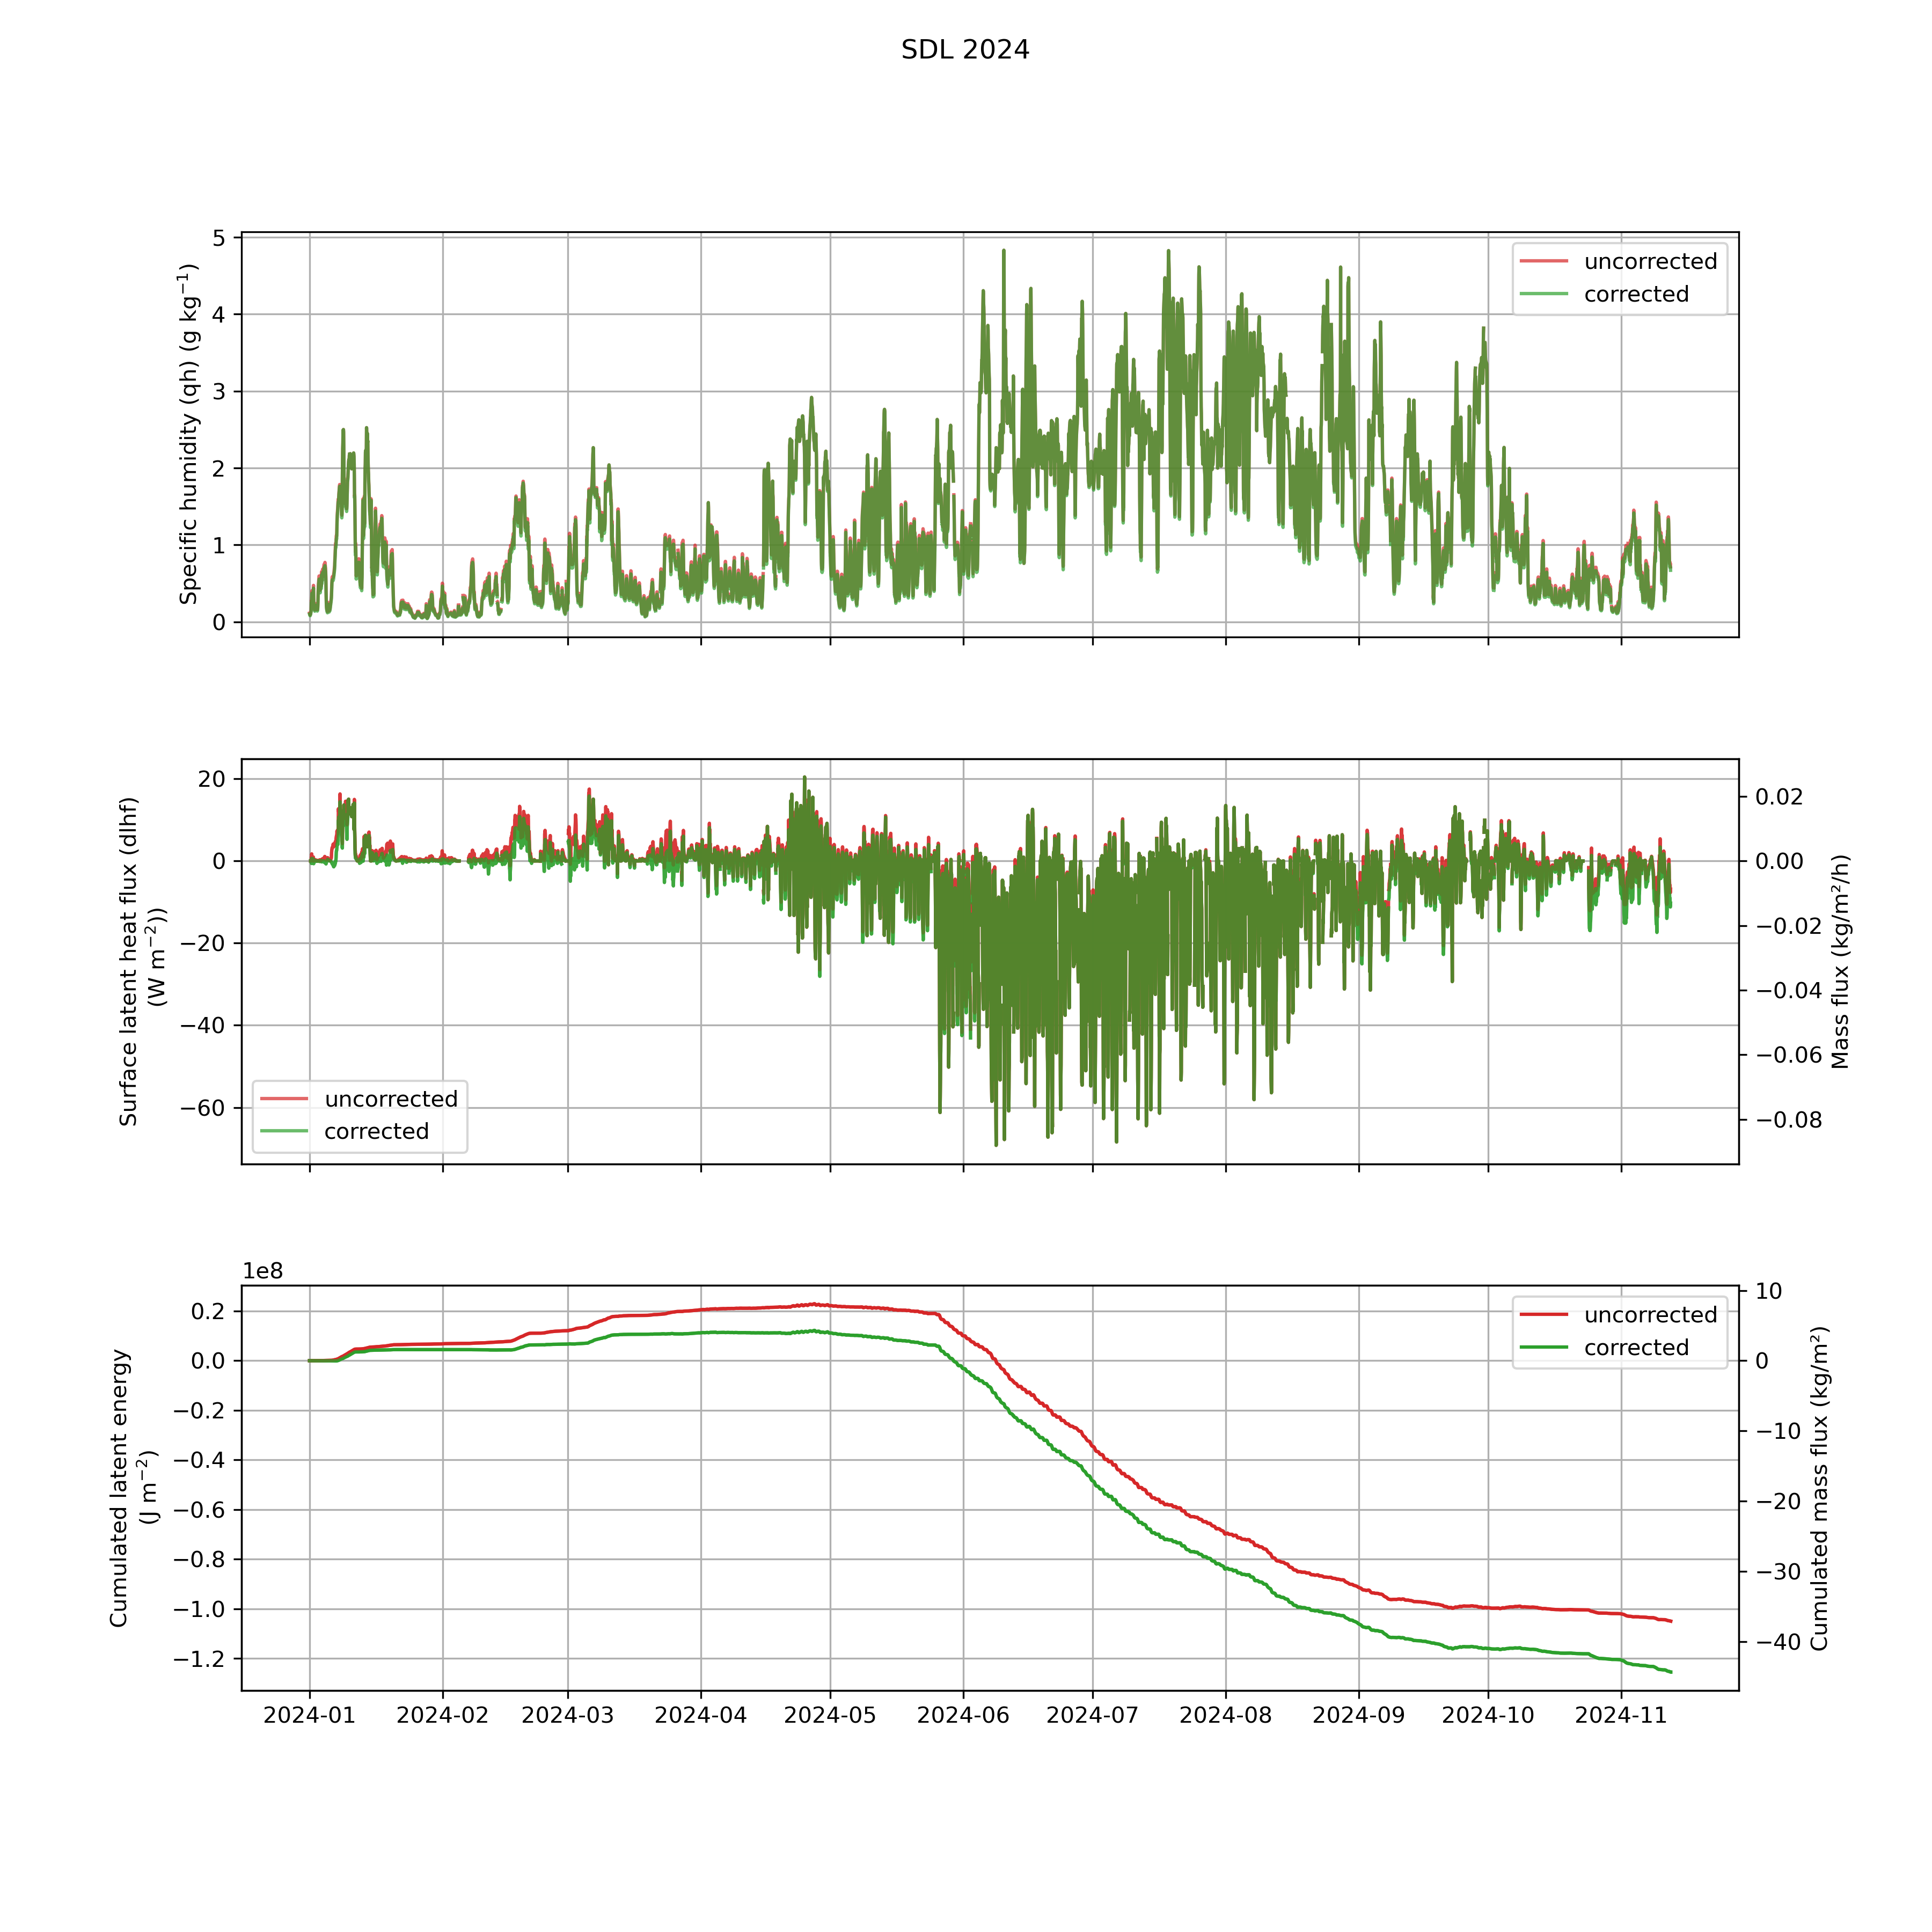 SDL 2024
Specific humidity (qh) (g kg⁻¹)
5
4
3
2
1
0
uncorrected
corrected
Surface latent heat flux (dlhf)
(W m⁻²))
20
0
−20
−40
−60
uncorrected
corrected
0.02
0.00
−0.02
−0.04
−0.06
−0.08
Mass flux (kg/m²/h)
1e8
Cumulated latent energy
(J m⁻²)
0.2
0.0
−0.2
−0.4
−0.6
−0.8
−1.0
−1.2
uncorrected
corrected
10
0
−10
−20
−30
−40
Cumulated mass flux (kg/m²)
2024-01 2024-02 2024-03 2024-04 2024-05 2024-06 2024-07 2024-08 2024-09 2024-10 2024-11